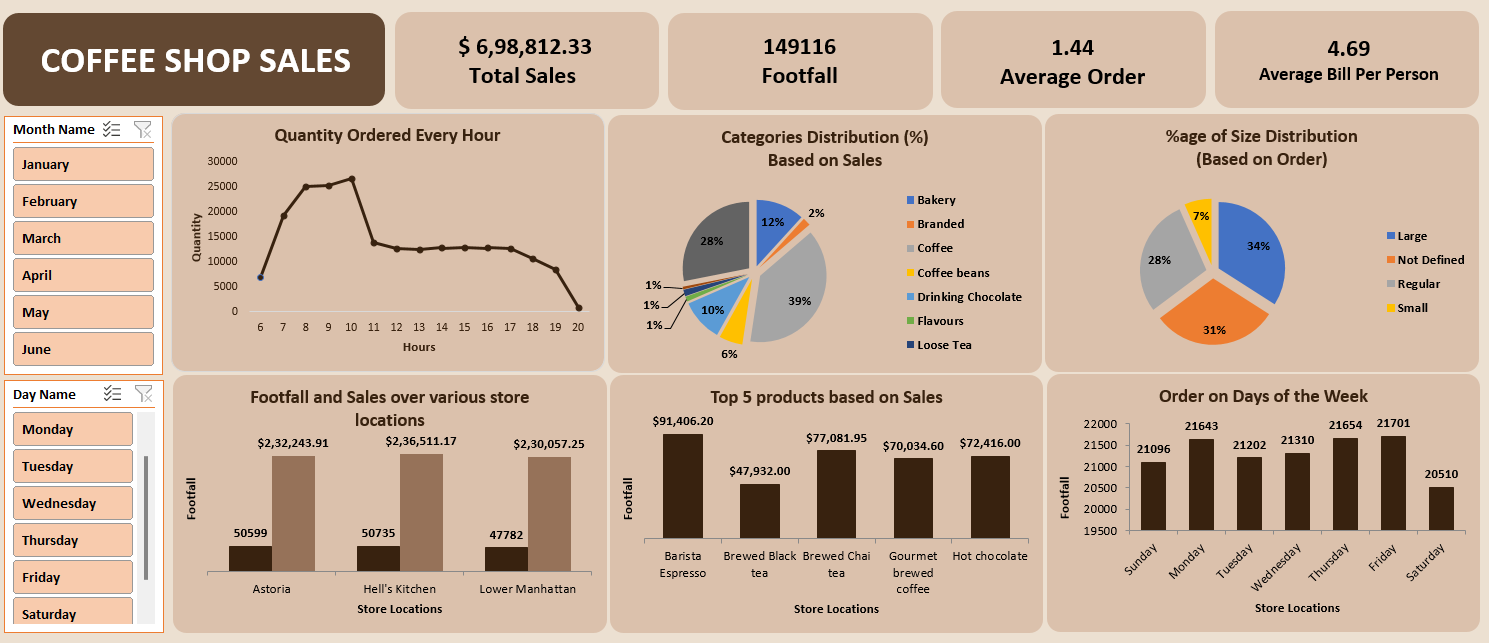 COFFEE SHOP SALES
$ 6,98,812.33
Total Sales
149116
Footfall
1.44
Average Order
4.69
Average Bill Per Person
Month Name
January
February
March
April
May
June
Day Name
Monday
Tuesday
Wednesday
Thursday
Friday
Saturday
Quantity Ordered Every Hour
30000
25000
20000
15000
10000
5000
0
Quantity
6 7 8 9 10 11 12 13 14 15 16 17 18 19 20
Hours
Categories Distribution (%)
Based on Sales
12%
2%
39%
6%
10%
1%
1%
1%
28%
Bakery
Branded
Coffee
Coffee beans
Drinking Chocolate
Flavours
Loose Tea
%age of Size Distribution
(Based on Order)
34%
31%
28%
7%
Large
Not Defined
Regular
Small
Footfall and Sales over various store
locations
$2,32,243.91 $2,36,511.17 $2,30,057.25
50599 50735 47782
Footfall
Astoria Hell's Kitchen Lower Manhattan
Store Locations
Top 5 products based on Sales
$91,406.20
$47,932.00
$77,081.95
$70,034.60
$72,416.00
Footfall
Barista
Espresso
Brewed Black
tea
Brewed Chai
tea
Gourmet
brewed
coffee
Hot chocolate
Store Locations
Order on Days of the Week
22000
21500
21000
20500
20000
19500
Footfall
21096
21643
21202
21310
21654
21701
20510
Sunday
Monday
Tuesday
Wednesday
Thursday
Friday
Saturday
Store Locations